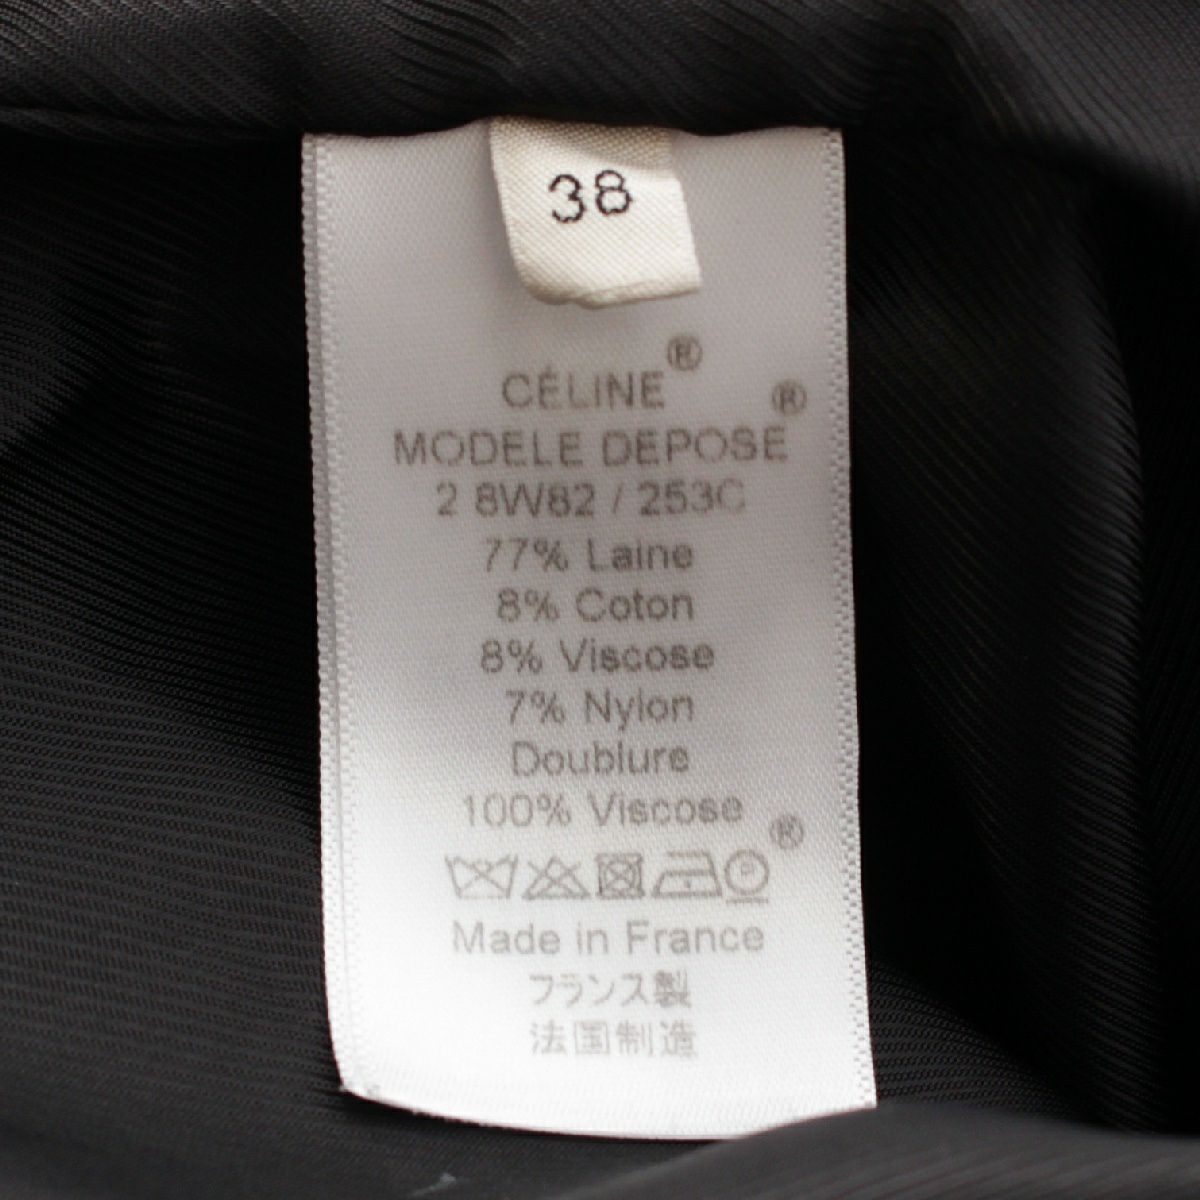 38
CÉLINE®
MODELE DEPOSE®
2 8W82 / 253C
77% Laine
8% Coton
8% Viscose
7% Nylon
Doublure
100% Viscose
®
P
Made in France
フランス製
法国制造